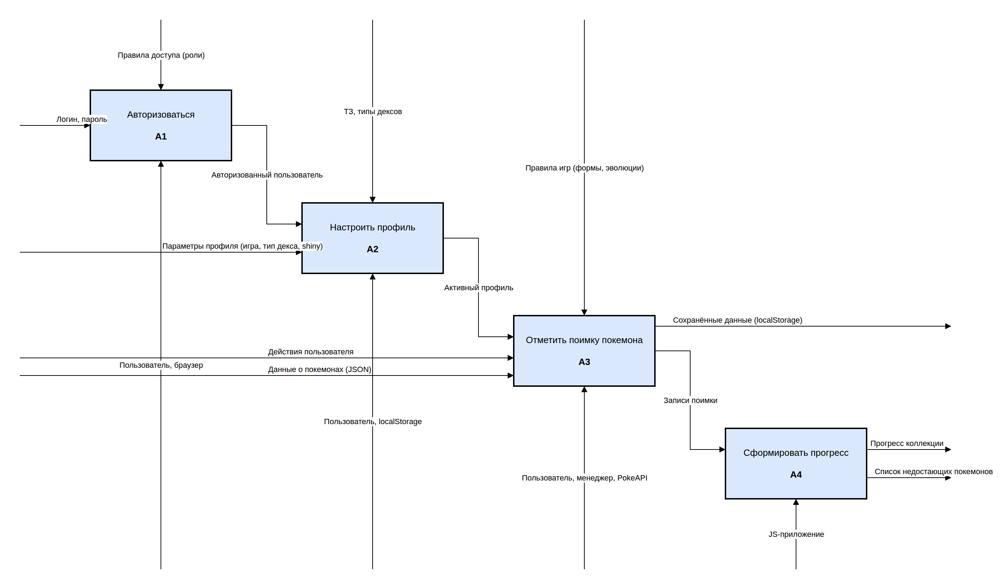 Правила доступа (роли)
Авторизоваться
Логин, пароль
A1
ТЗ, типы дексов
Правила игр (формы, эволюции)
Авторизованный пользователь
Настроить профиль
Параметры профиля (игра, тип декса, shiny)
A2
Активный профиль
Сохранённые данные (localStorage)
Отметить поимку покемона
Действия пользователя
A3
Пользователь, браузер
Данные о покемонах (JSON)
Записи поимки
Пользователь, localStorage
Прогресс коллекции
Сформировать прогресс
Список недостающих покемонов
A4
Пользователь, менеджер, PokeAPI
JS-приложение